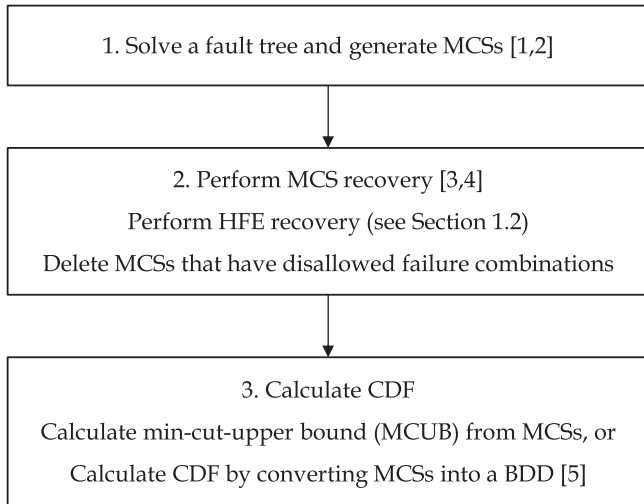 1. Solve a fault tree and generate MCSs [1,2]
2. Perform MCS recovery [3,4]
Perform HFE recovery (see Section 1.2)
Delete MCSs that have disallowed failure combinations
3. Calculate CDF
Calculate min-cut-upper bound (MCUB) from MCSs, or
Calculate CDF by converting MCSs into a BDD [5]